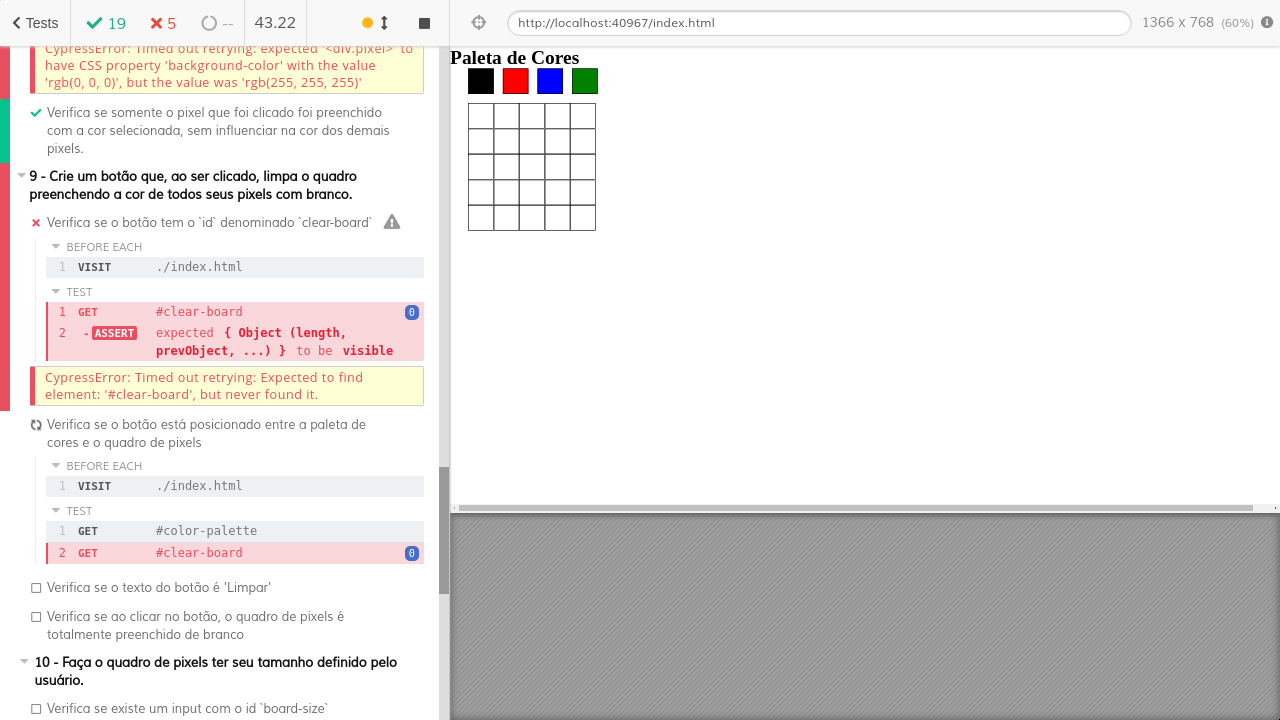 Tests
19
5
--
43.22
http://localhost:40967/index.html
1366 x 768 (60%)
CypressError: Timed out retrying: expected '<div.pixel>' to
have CSS property 'background-color' with the value
'rgb(0, 0, 0)', but the value was 'rgb(255, 255, 255)'
Verifica se somente o pixel que foi clicado foi preenchido
com a cor selecionada, sem influenciar na cor dos demais
pixels.
9 - Crie um botão que, ao ser clicado, limpa o quadro
preenchendo a cor de todos seus pixels com branco.
Verifica se o botão tem o `id` denominado `clear-board`
BEFORE EACH
1 VISIT ./index.html
TEST
1 GET #clear-board 0
2 -ASSERT expected { Object (length,
prevObject, ...) } to be visible
CypressError: Timed out retrying: Expected to find
element: '#clear-board', but never found it.
Verifica se o botão está posicionado entre a paleta de
cores e o quadro de pixels
BEFORE EACH
1 VISIT ./index.html
TEST
1 GET #color-palette
2 GET #clear-board 0
Verifica se o texto do botão é 'Limpar'
Verifica se ao clicar no botão, o quadro de pixels é
totalmente preenchido de branco
10 - Faça o quadro de pixels ter seu tamanho definido pelo
usuário.
Verifica se existe um input com o id `board-size`
Paleta de Cores